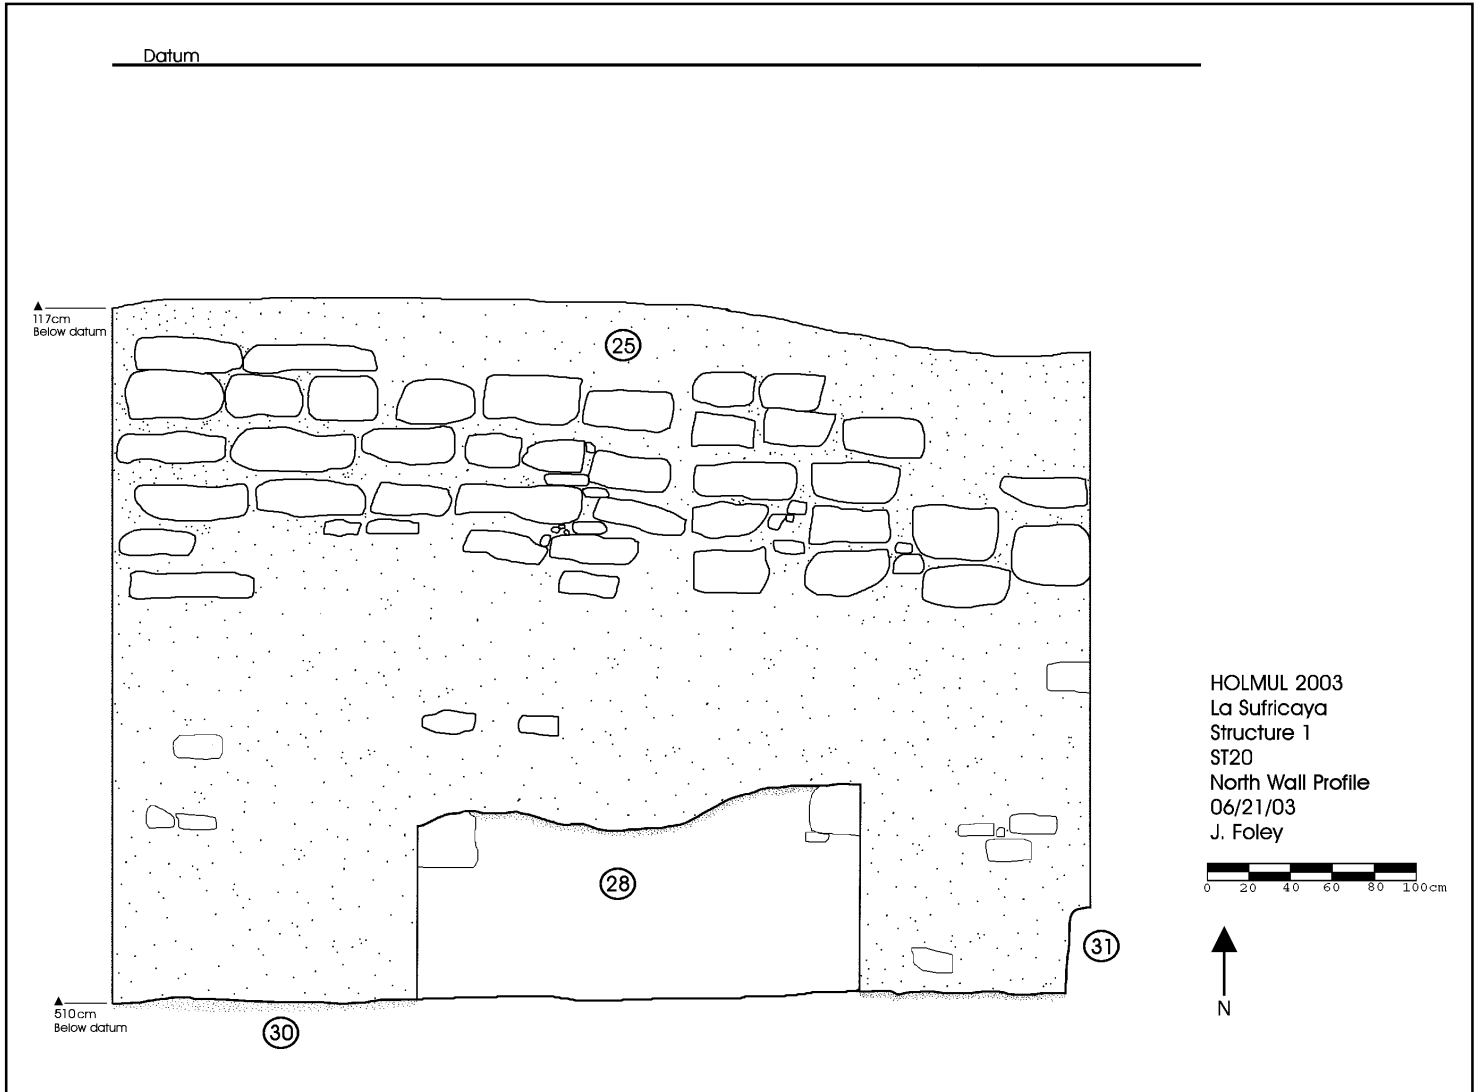 Datum
117cm
Below datum
25
28
31
510cm
Below datum
30
HOLMUL 2003
La Sufricaya
Structure 1
ST20
North Wall Profile
06/21/03
J. Foley
0 20 40 60 80 100cm
N